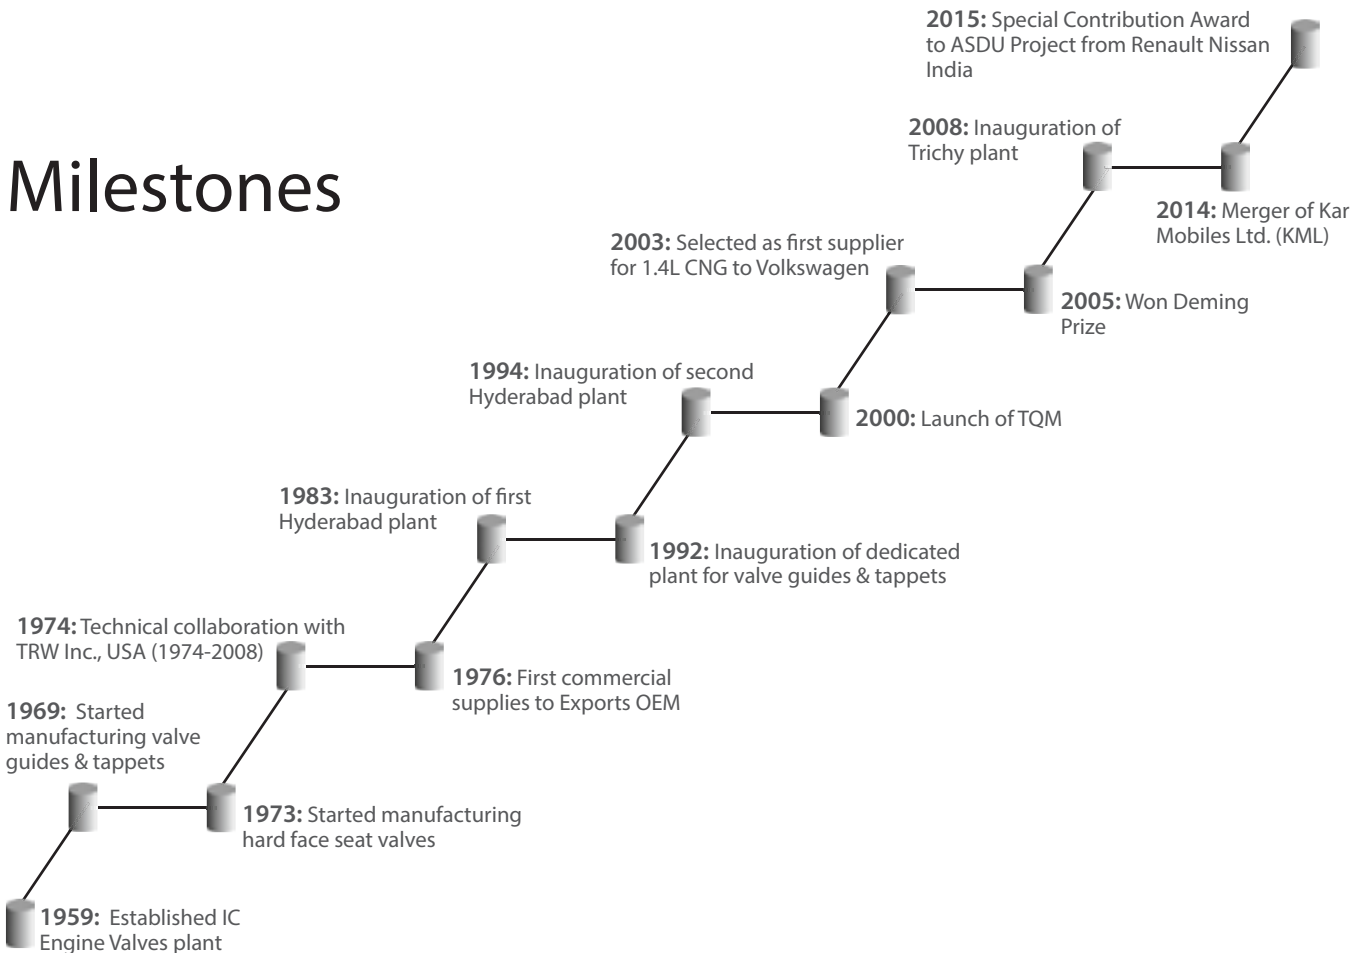 2015: Special Contribution Award
to ASDU Project from Renault Nissan
India
2008: Inauguration of
Trichy plant
Milestones
2014: Merger of Kar
Mobiles Ltd. (KML)
2003: Selected as first supplier
for 1.4L CNG to Volkswagen
2005: Won Deming
Prize
1994: Inauguration of second
Hyderabad plant
2000: Launch of TQM
1983: Inauguration of first
Hyderabad plant
1992: Inauguration of dedicated
plant for valve guides & tappets
1974: Technical collaboration with
TRW Inc., USA (1974-2008)
1976: First commercial
supplies to Exports OEM
1969: Started
manufacturing valve
guides & tappets
1973: Started manufacturing
hard face seat valves
1959: Established IC
Engine Valves plant